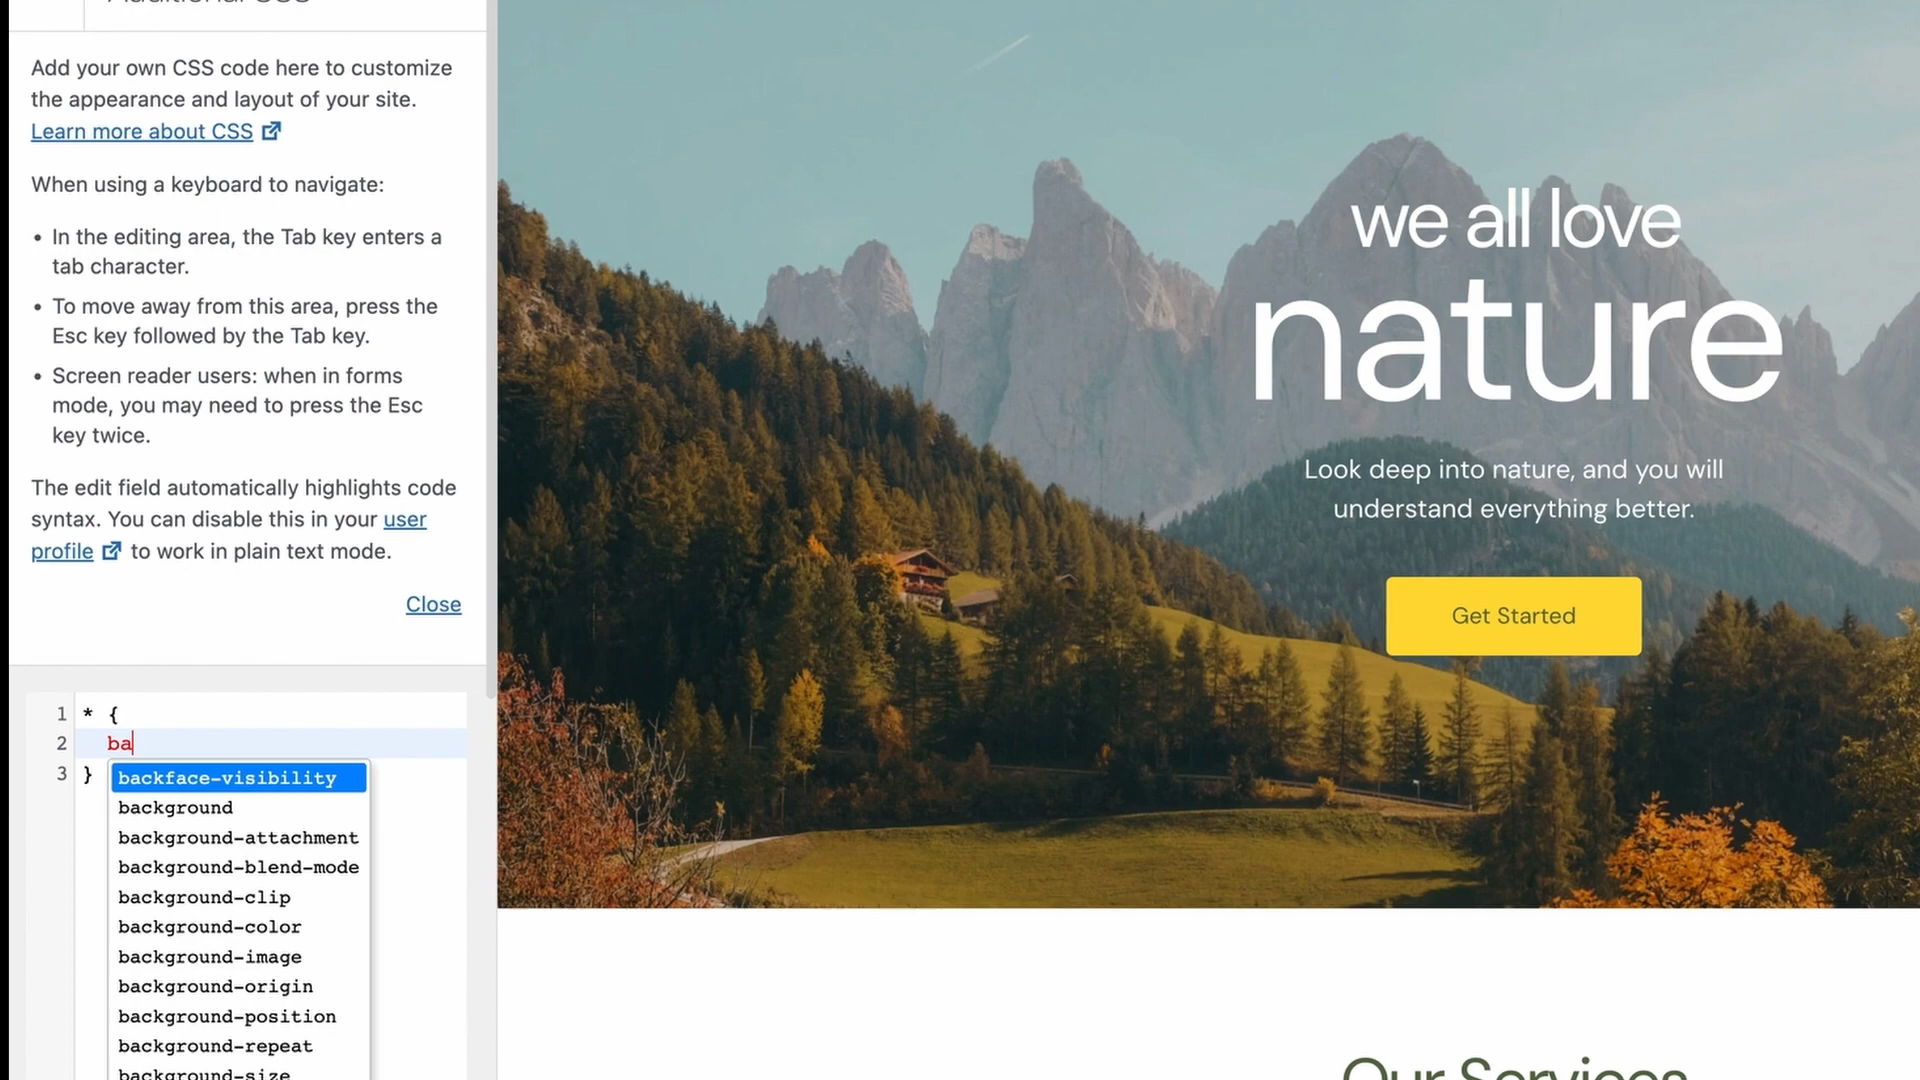 Additional CSS
Add your own CSS code here to customize
the appearance and layout of your site.
Learn more about CSS
When using a keyboard to navigate:
• In the editing area, the Tab key enters a
tab character.
• To move away from this area, press the
Esc key followed by the Tab key.
• Screen reader users: when in forms
mode, you may need to press the Esc
key twice.
The edit field automatically highlights code
syntax. You can disable this in your user
profile to work in plain text mode.
Close
1 * {
2 ba
3 }
backface-visibility
background
background-attachment
background-blend-mode
background-clip
background-color
background-image
background-origin
background-position
background-repeat
background-size
we all love
nature
Look deep into nature, and you will
understand everything better.
Get Started
Our Services